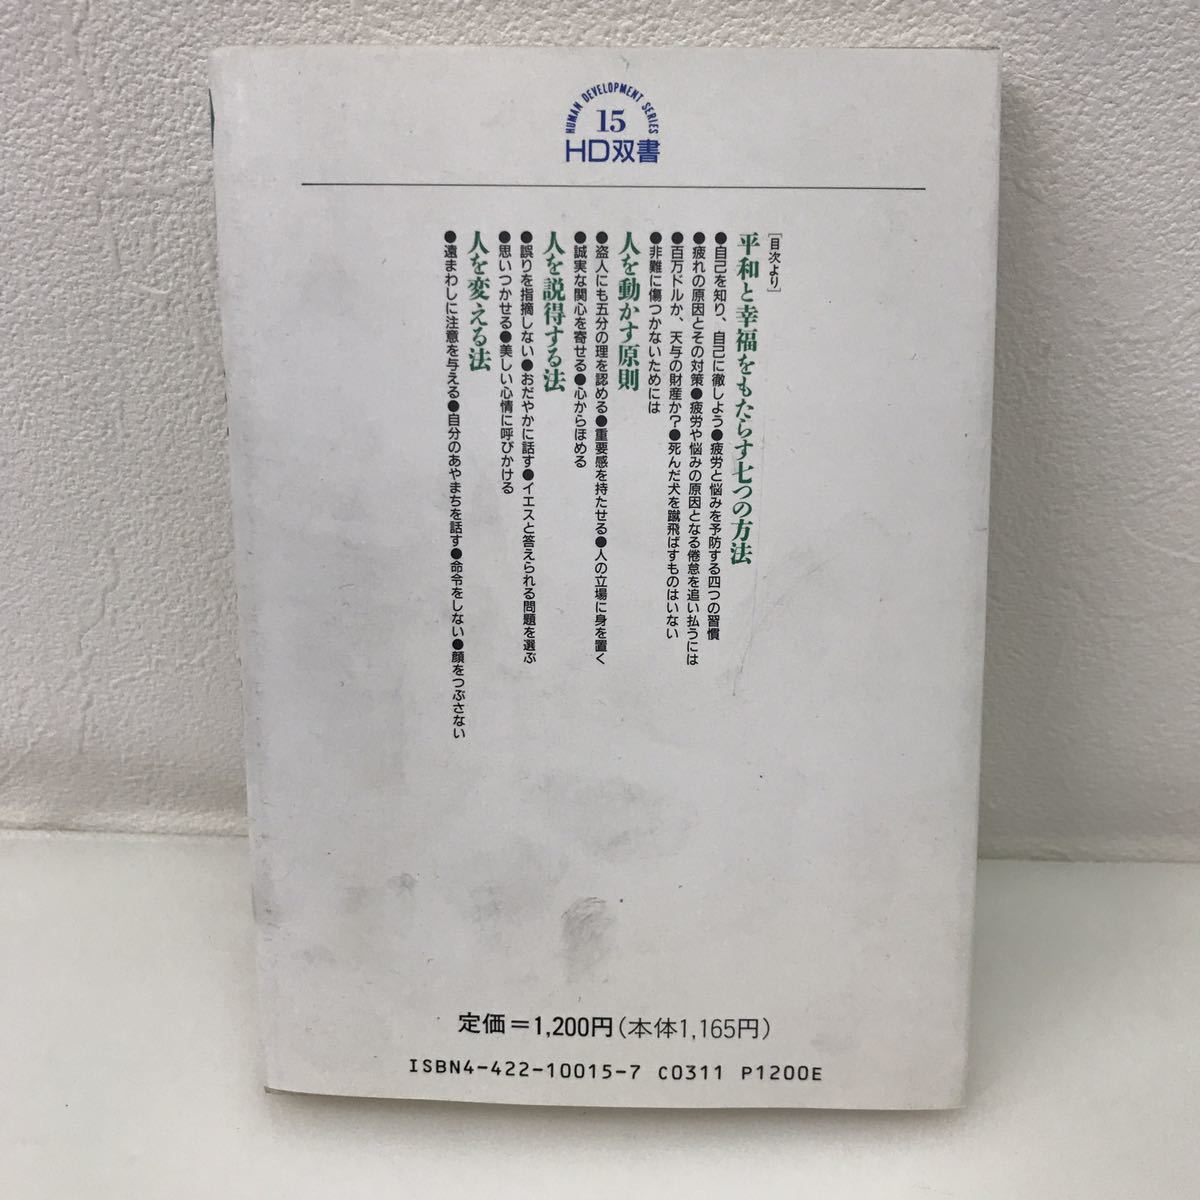 HUMAN DEVELOPMENT SERIES
15
HD双書
[目次より]
平和と幸福をもたらす七つの方法
●自己を知り、自己に徹しよう●疲労と悩みを予防する四つの習慣
●疲れの原因とその対策●疲労や悩みの原因となる倦怠を追い払うには
●百万ドルか、天与の財産か?●死んだ犬を蹴飛ばすものはいない
●非難に傷つかないためには
人を動かす原則
●盗人にも五分の理を認める●重要感を持たせる●人の立場に身を置く
●誠実な関心を寄せる●心からほめる
人を説得する法
●誤りを指摘しない●おだやかに話す●イエスと答えられる問題を選ぶ
●思いつかせる●美しい心情に呼びかける
人を変える法
●遠まわしに注意を与える●自分のあやまちを話す●命令をしない●顔をつぶさない
定価=1,200円(本体1,165円)
ISBN4-422-10015-7 C0311 P1200E